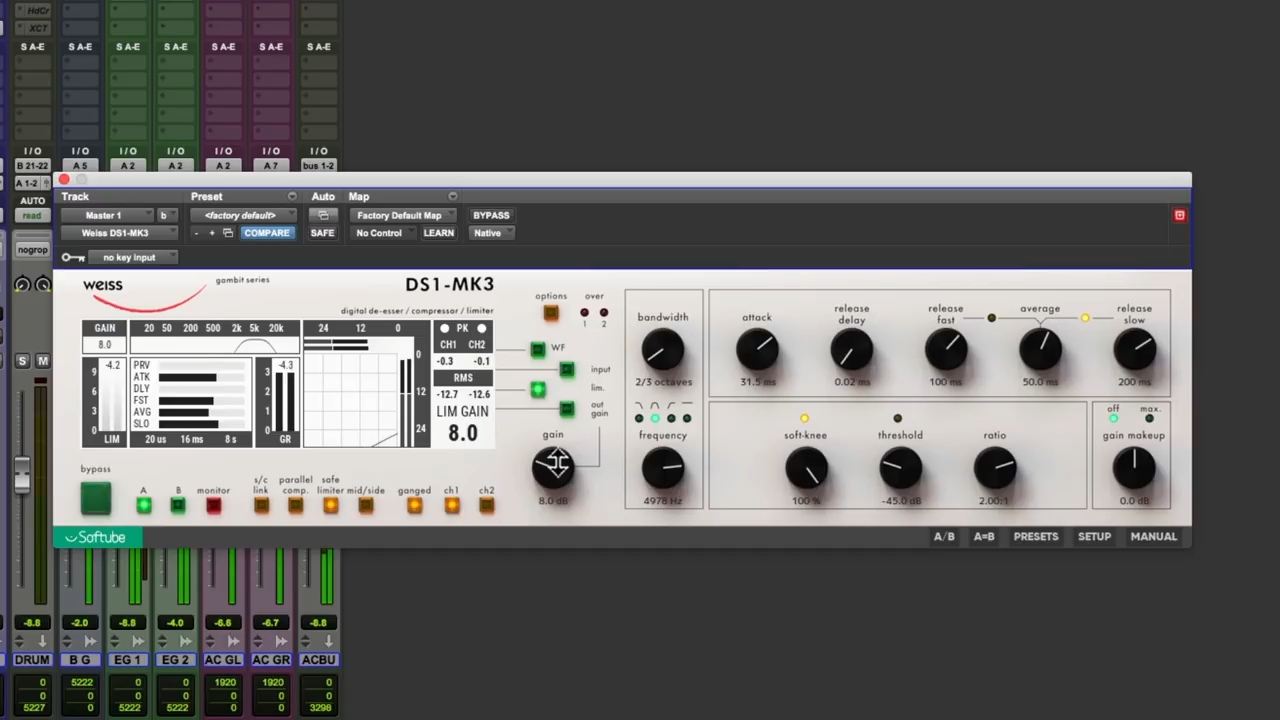 HdCr
XCT
S A-E S A-E S A-E S A-E S A-E S A-E S A-E
I/O I/O I/O I/O I/O I/O I/O
B 21-22 A 5 A 2 A 2 A 2 A 7 bus 1-2
A 1-2
AUTO
read
nogrop
S M
Track Preset Auto Map
Master 1 b <factory default> Factory Default Map BYPASS
Weiss DS1-MK3 - + COMPARE SAFE No Control LEARN Native
no key input
weiss
gambit series
DS1-MK3
digital de-esser / compressor / limiter
GAIN
8.0
20 50 200 500 2k 5k 20k
24 12 0
PK
CH1 CH2
-0.3 -0.1
RMS
-12.7 -12.6
LIM GAIN
8.0
-4.2
9
6
3
0
LIM
PRV
ATK
DLY
FST
AVG
SLO
20 us 16 ms 8 s
-4.3
3
2
1
0
GR
0
12
24
options over
1 2
WF
input
lim.
out
gain
gain
8.0 dB
bypass
A B monitor
s/c
link
parallel
comp.
safe
limiter
mid/side
ganged ch1 ch2
bandwidth
2/3 octaves
frequency
4978 Hz
attack
31.5 ms
release
delay
0.02 ms
release
fast
100 ms
average
50.0 ms
release
slow
200 ms
soft-knee
100 %
threshold
-45.0 dB
ratio
2.00:1
off max.
gain makeup
0.0 dB
Softube
A/B A=B PRESETS SETUP MANUAL
-8.8 -2.0 -8.8 -4.0 -6.6 -6.7 -8.8
DRUM B G EG 1 EG 2 AC GL AC GR ACBU
0 5222 0 0 1920 1920 0
0 0 0 0 0 0 0
5227 0 5222 5222 0 0 3298